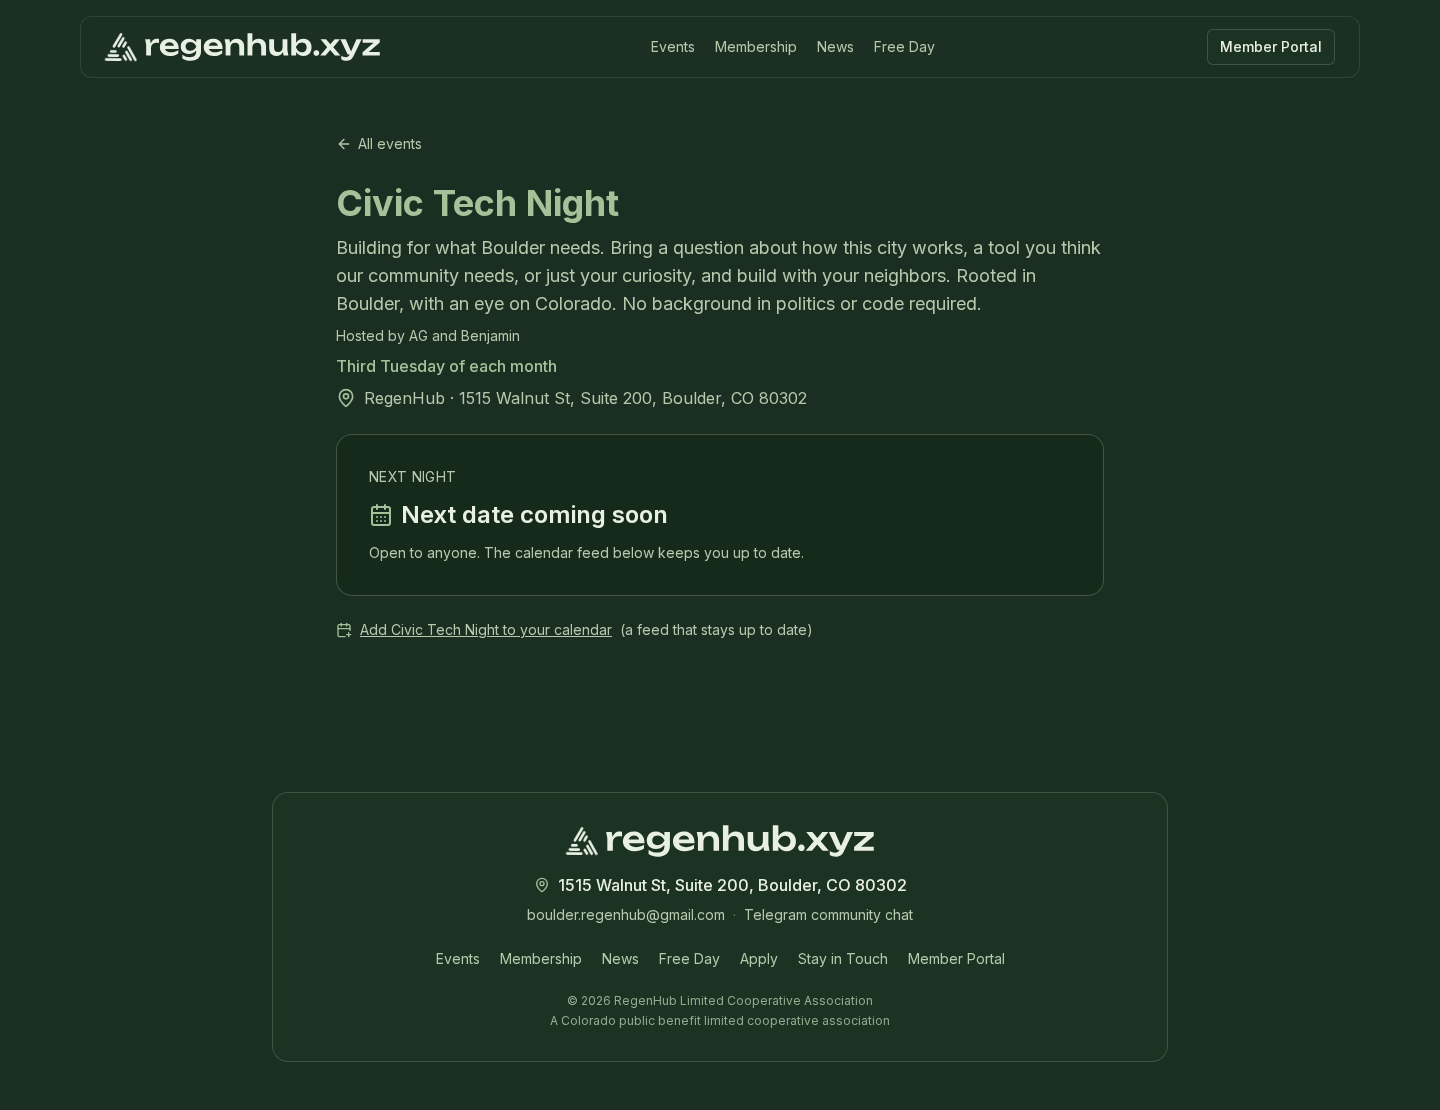 regenhub.xyz
Events
Membership
News
Free Day
Member Portal
All events
Civic Tech Night
Building for what Boulder needs. Bring a question about how this city works, a tool you think
our community needs, or just your curiosity, and build with your neighbors. Rooted in
Boulder, with an eye on Colorado. No background in politics or code required.
Hosted by AG and Benjamin
Third Tuesday of each month
RegenHub · 1515 Walnut St, Suite 200, Boulder, CO 80302
NEXT NIGHT
Next date coming soon
Open to anyone. The calendar feed below keeps you up to date.
Add Civic Tech Night to your calendar (a feed that stays up to date)
regenhub.xyz
1515 Walnut St, Suite 200, Boulder, CO 80302
boulder.regenhub@gmail.com · Telegram community chat
Events
Membership
News
Free Day
Apply
Stay in Touch
Member Portal
© 2026 RegenHub Limited Cooperative Association
A Colorado public benefit limited cooperative association